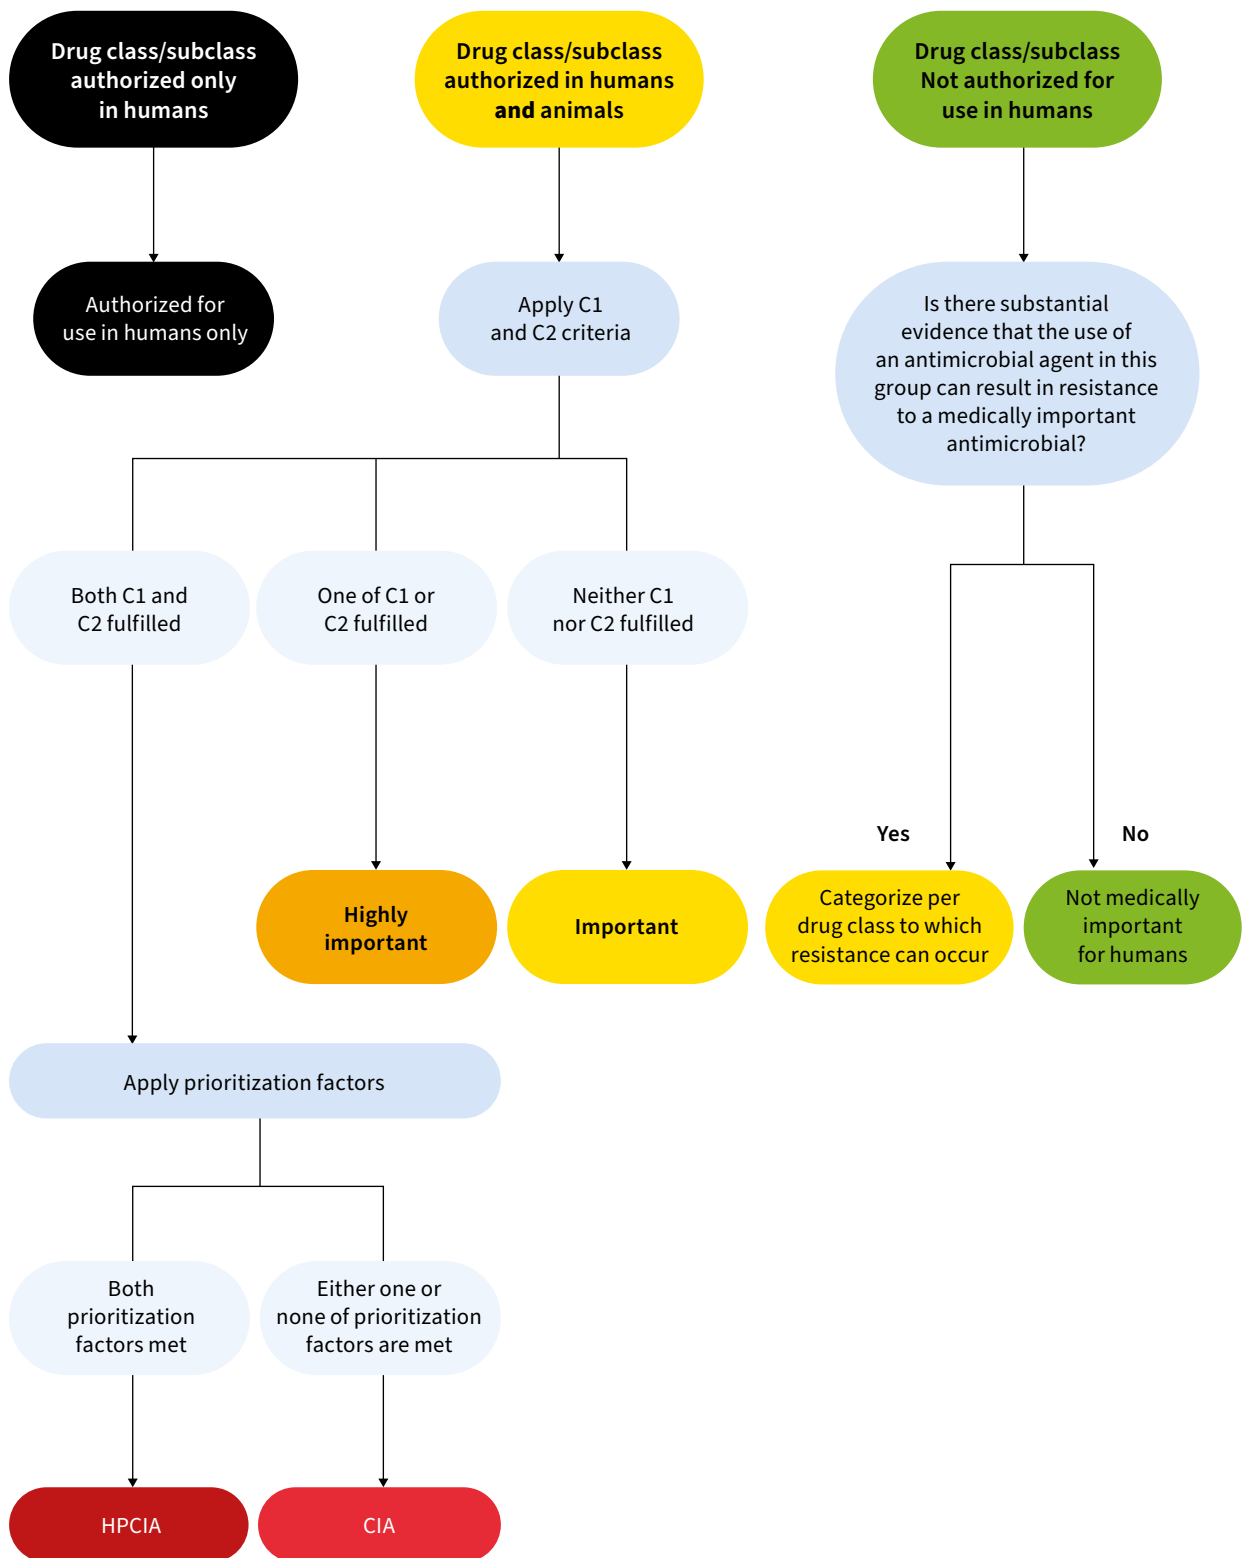 Drug class/subclass
authorized only
in humans
Drug class/subclass
authorized in humans
and animals
Drug class/subclass
Not authorized for
use in humans
Authorized for
use in humans only
Apply C1
and C2 criteria
Is there substantial
evidence that the use of
an antimicrobial agent in this
group can result in resistance
to a medically important
antimicrobial?
Both C1 and
C2 fulfilled
One of C1 or
C2 fulfilled
Neither C1
nor C2 fulfilled
Yes
No
Highly
important
Important
Categorize per
drug class to which
resistance can occur
Not medically
important
for humans
Apply prioritization factors
Both
prioritization
factors met
Either one or
none of prioritization
factors are met
HPCIA
CIA